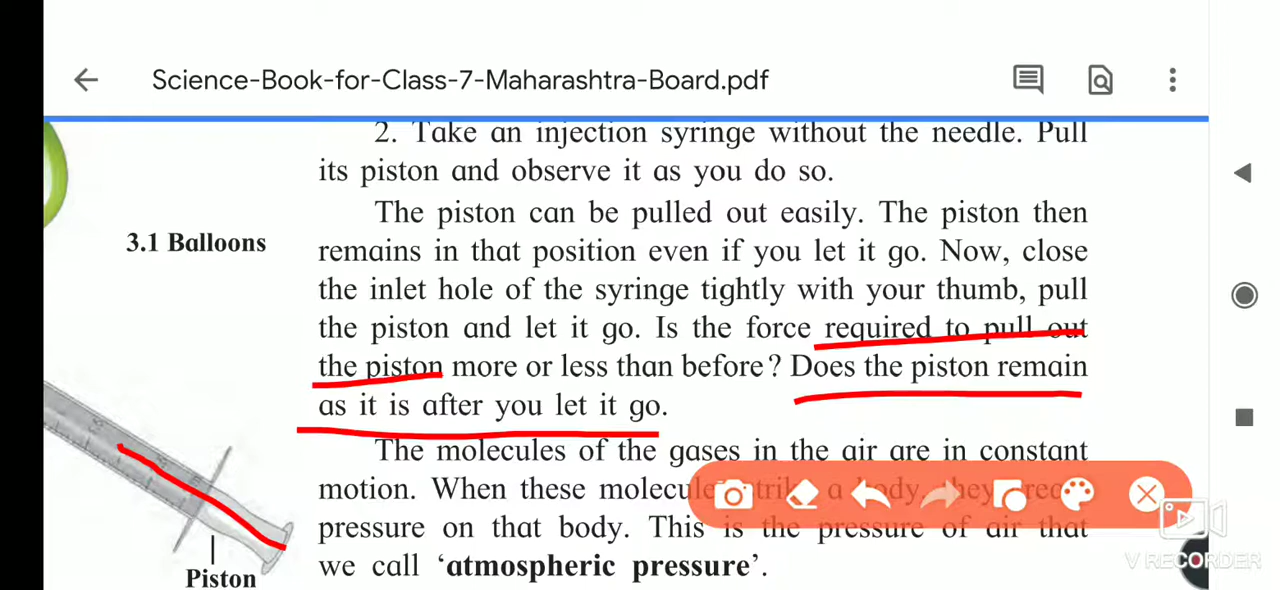 Science-Book-for-Class-7-Maharashtra-Board.pdf
2. Take an injection syringe without the needle. Pull
its piston and observe it as you do so.
The piston can be pulled out easily. The piston then
3.1 Balloons
remains in that position even if you let it go. Now, close
the inlet hole of the syringe tightly with your thumb, pull
the piston and let it go. Is the force required to pull out
the piston more or less than before? Does the piston remain
as it is after you let it go.
The molecules of the gases in the air are in constant
motion. When these a body, they
pressure on that body. This is the pressure of air that
we call ‘atmospheric pressure’.
Piston
V RECORDER